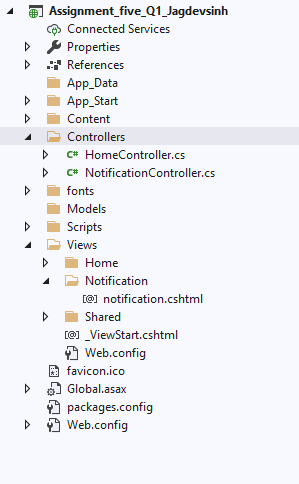 Assignment_five_Q1_Jagdevsinh
Connected Services
Properties
References
App_Data
App_Start
Content
Controllers
C# HomeController.cs
C# NotificationController.cs
fonts
Models
Scripts
Views
Home
Notification
[@] notification.cshtml
Shared
[@] _ViewStart.cshtml
Web.config
favicon.ico
Global.asax
packages.config
Web.config